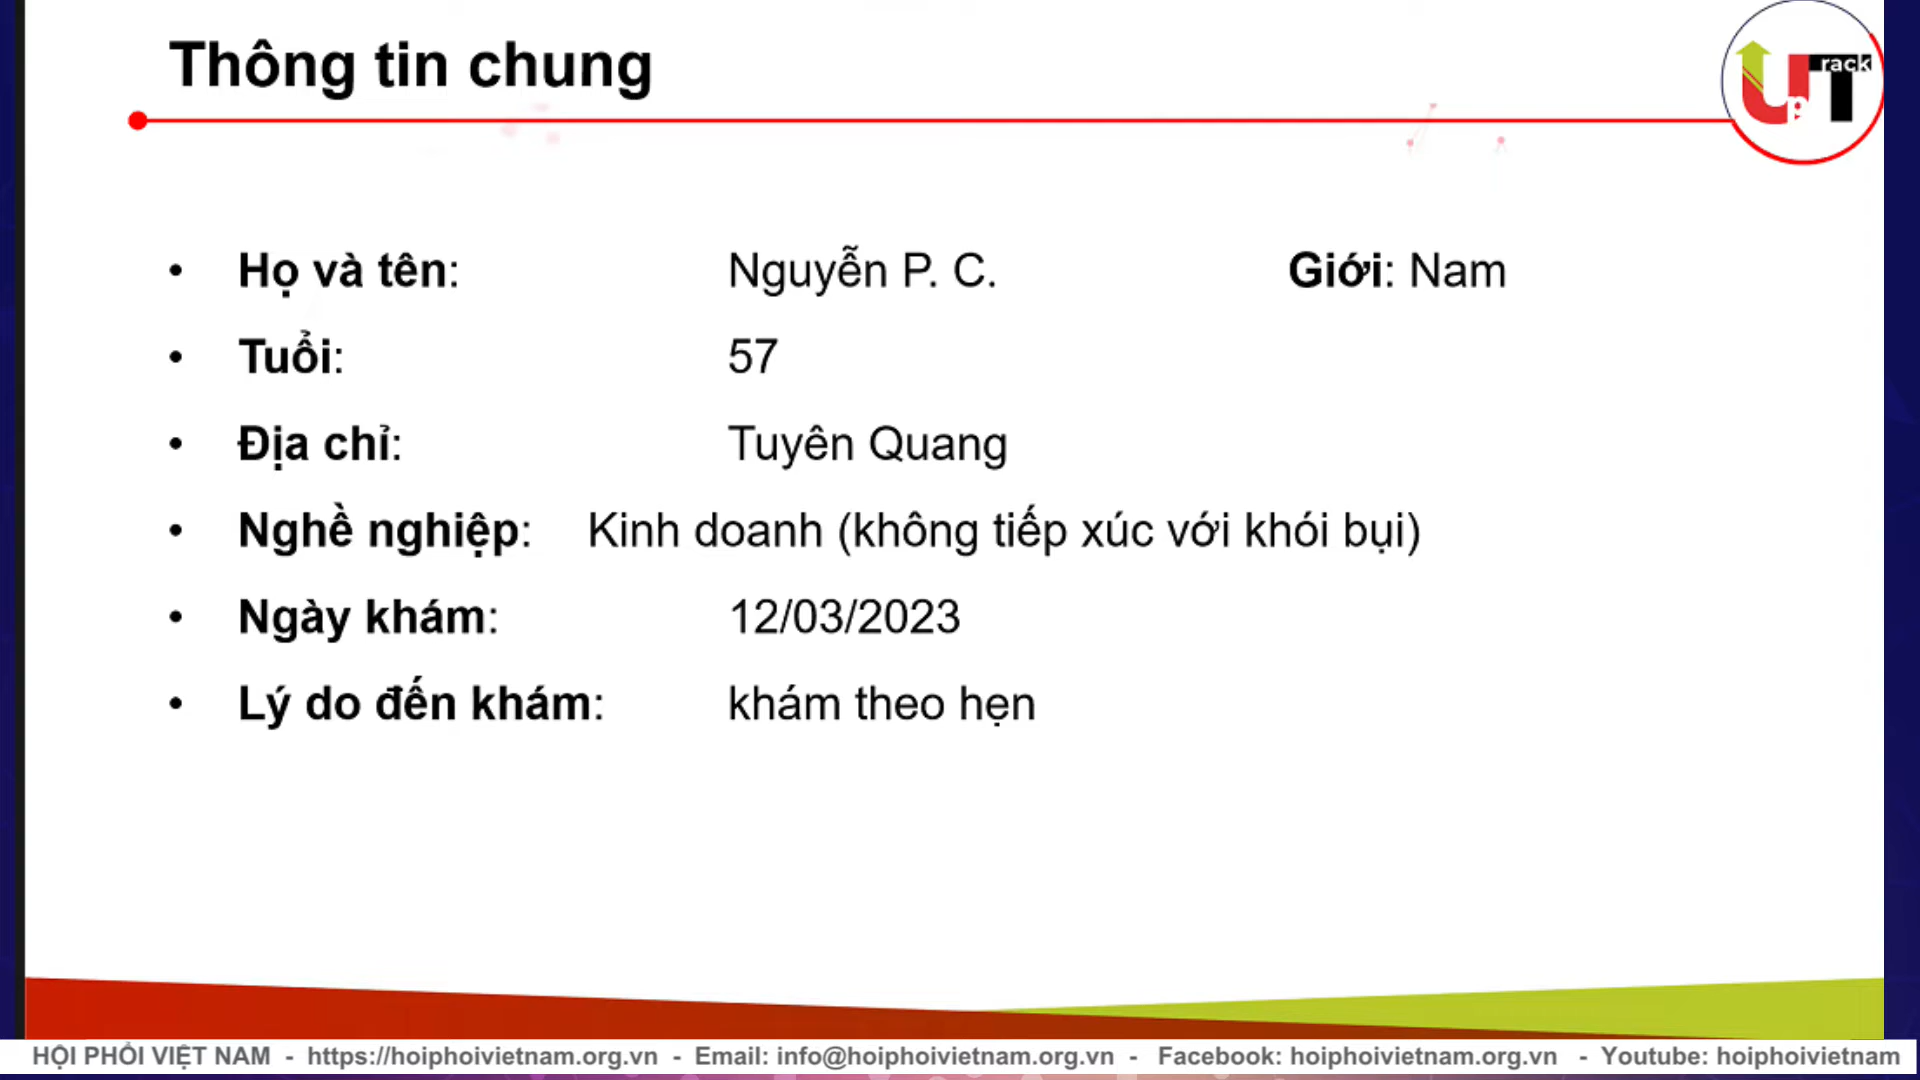 Thông tin chung
UpTrack
• Họ và tên: Nguyễn P. C. Giới: Nam
• Tuổi: 57
• Địa chỉ: Tuyên Quang
• Nghề nghiệp: Kinh doanh (không tiếp xúc với khói bụi)
• Ngày khám: 12/03/2023
• Lý do đến khám: khám theo hẹn
HỘI PHỔI VIỆT NAM - https://hoiphoivietnam.org.vn - Email: info@hoiphoivietnam.org.vn - Facebook: hoiphoivietnam.org.vn - Youtube: hoiphoivietnam